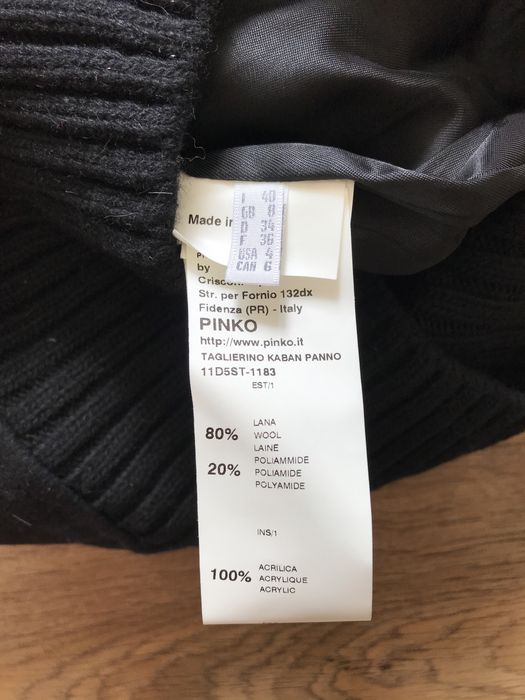 Made in
I 40
GB 8
D 34
F 36
USA 4
CAN 6
by
Str. per Fornio 132dx
Fidenza (PR) - Italy
PINKO
http://www.pinko.it
TAGLIERINO KABAN PANNO
11D5ST-1183
EST/1
80% LANA
WOOL
LAINE
20% POLIAMMIDE
POLIAMIDE
POLYAMIDE
INS/1
100% ACRILICA
ACRYLIQUE
ACRYLIC